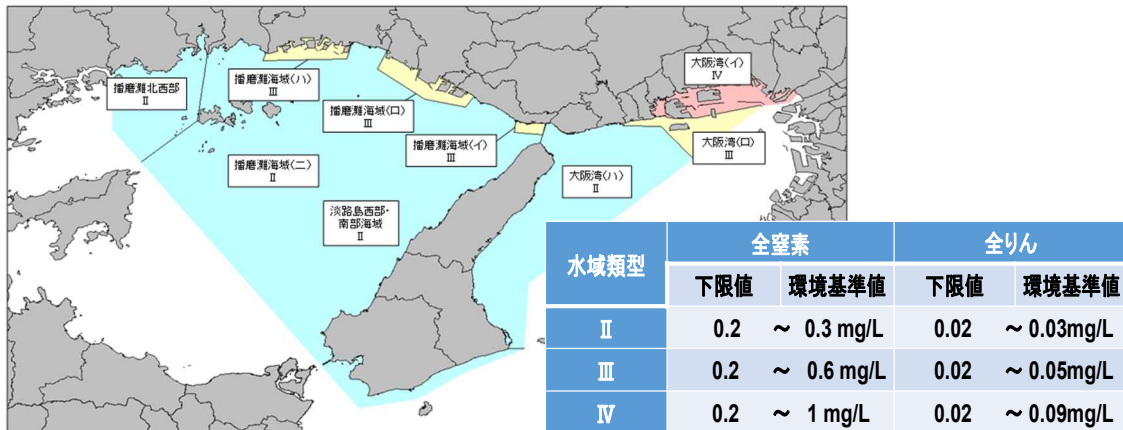 播磨灘北西部
Ⅱ
播磨灘海域(ハ)
Ⅲ
播磨灘海域(ロ)
Ⅲ
播磨灘海域(イ)
Ⅲ
播磨灘海域(ニ)
Ⅱ
淡路島西部・
南部海域
Ⅱ
大阪湾(イ)
Ⅳ
大阪湾(ロ)
Ⅲ
大阪湾(ハ)
Ⅱ
水域類型 全窒素 全りん
下限値 環境基準値 下限値 環境基準値
Ⅱ 0.2 ~ 0.3 mg/L 0.02 ~0.03mg/L
Ⅲ 0.2 ~ 0.6 mg/L 0.02 ~0.05mg/L
Ⅳ 0.2 ~ 1 mg/L 0.02 ~0.09mg/L